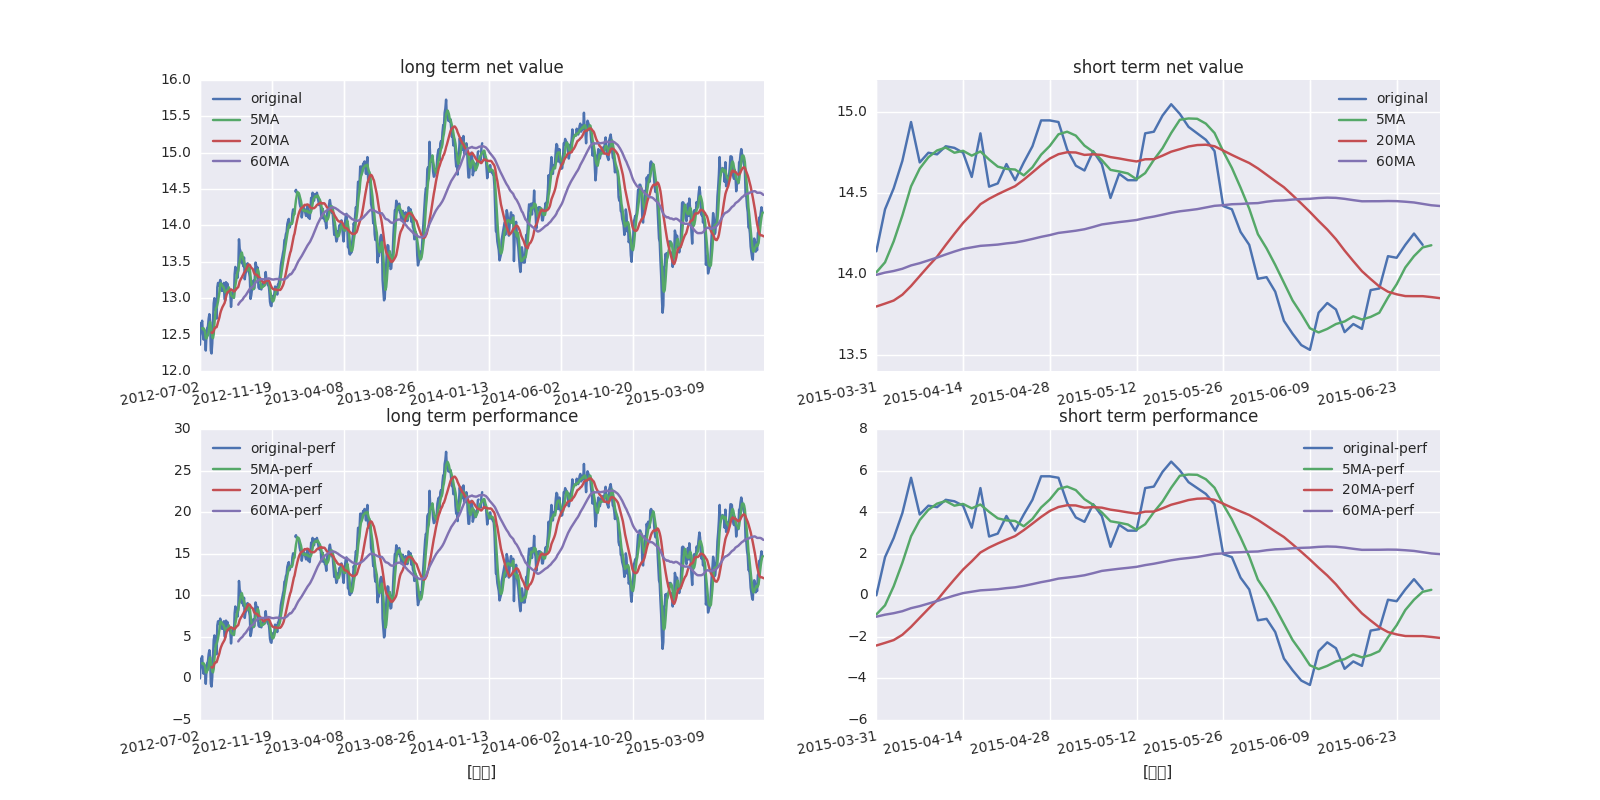 long term net value
16.0
15.5
15.0
14.5
14.0
13.5
13.0
12.5
12.0
original
5MA
20MA
60MA
2012-07-02 2012-11-19 2013-04-08 2013-08-26 2014-01-13 2014-06-02 2014-10-20 2015-03-09
short term net value
15.0
14.5
14.0
13.5
original
5MA
20MA
60MA
2015-03-31 2015-04-14 2015-04-28 2015-05-12 2015-05-26 2015-06-09 2015-06-23
long term performance
30
25
20
15
10
5
0
−5
original-perf
5MA-perf
20MA-perf
60MA-perf
2012-07-02 2012-11-19 2013-04-08 2013-08-26 2014-01-13 2014-06-02 2014-10-20 2015-03-09
[▯▯]
short term performance
8
6
4
2
0
−2
−4
−6
original-perf
5MA-perf
20MA-perf
60MA-perf
2015-03-31 2015-04-14 2015-04-28 2015-05-12 2015-05-26 2015-06-09 2015-06-23
[▯▯]